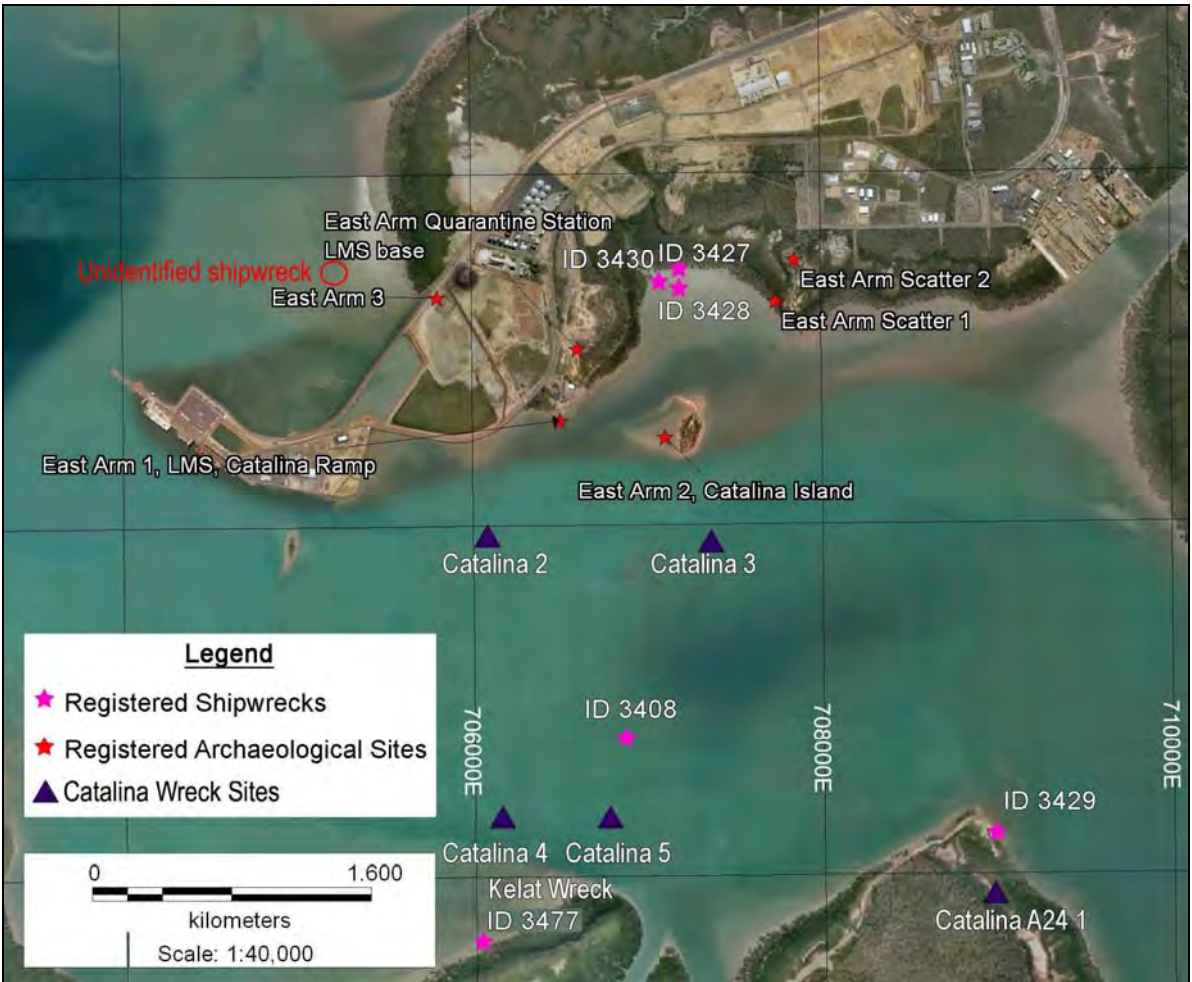 East Arm Quarantine Station
LMS base
Unidentified shipwreck
East Arm 3
ID 3430
ID 3427
ID 3428
East Arm Scatter 2
East Arm Scatter 1
East Arm 1, LMS, Catalina Ramp
East Arm 2, Catalina Island
Catalina 2
Catalina 3
ID 3408
706000E
708000E
710000E
ID 3429
Catalina 4
Catalina 5
Kelat Wreck
ID 3477
Catalina A24 1
Legend
Registered Shipwrecks
Registered Archaeological Sites
Catalina Wreck Sites
0
1.600
kilometers
Scale: 1:40,000